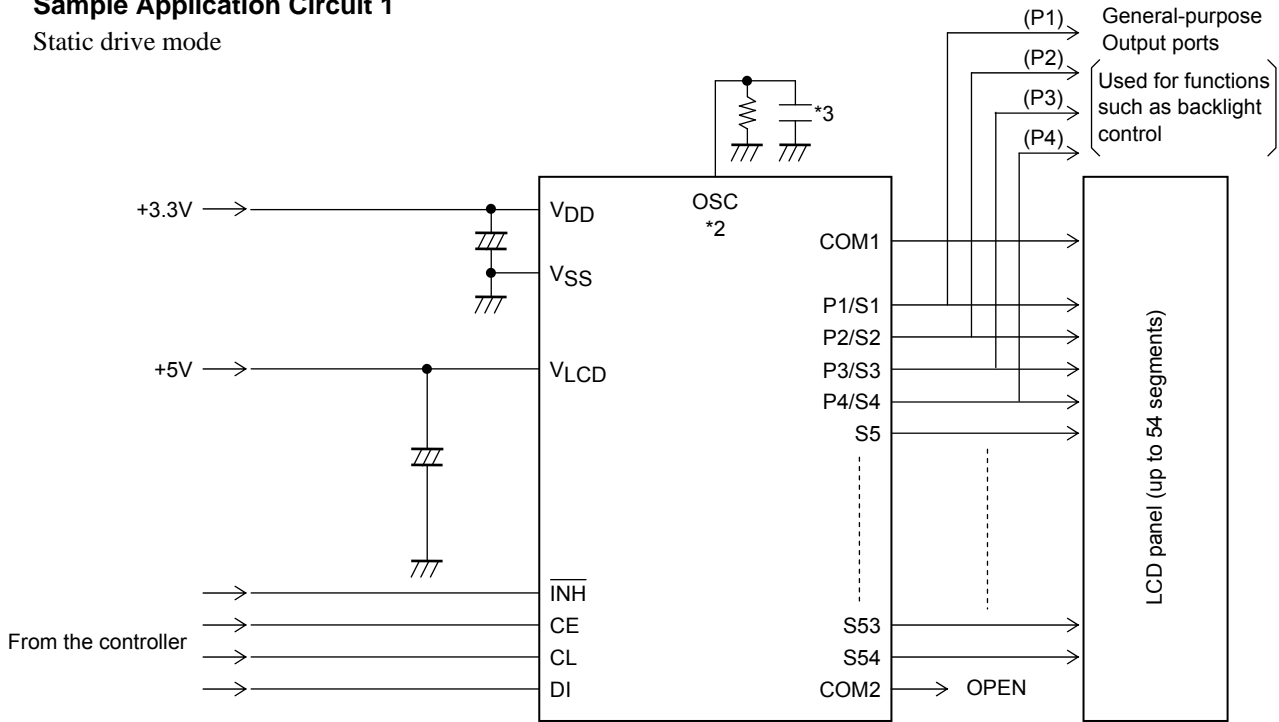 Sample Application Circuit 1
Static drive mode
(P1)
General-purpose
Output ports
(P2)
(P3)
(P4)
Used for functions
such as backlight
control
*3
+3.3V
VDD
OSC
*2
COM1
VSS
P1/S1
P2/S2
+5V
VLCD
P3/S3
P4/S4
S5
LCD panel (up to 54 segments)
INH
From the controller
CE
CL
DI
S53
S54
COM2
OPEN